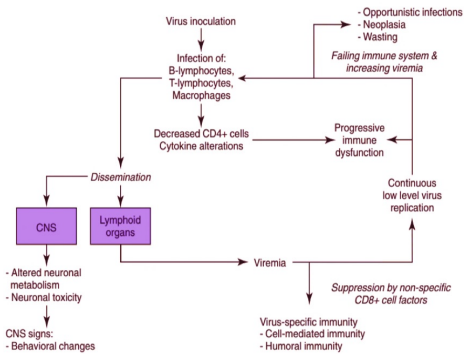 Virus inoculation
- Opportunistic infections
- Neoplasia
- Wasting
Failing immune system &
increasing viremia
Infection of:
B-lymphocytes,
T-lymphocytes,
Macrophages
Decreased CD4+ cells
Cytokine alterations
Progressive
immune
dysfunction
Dissemination
Continuous
low level virus
replication
CNS
Lymphoid
organs
Viremia
- Altered neuronal
metabolism
- Neuronal toxicity
Suppression by non-specific
CD8+ cell factors
CNS signs:
- Behavioral changes
Virus-specific immunity
- Cell-mediated immunity
- Humoral immunity